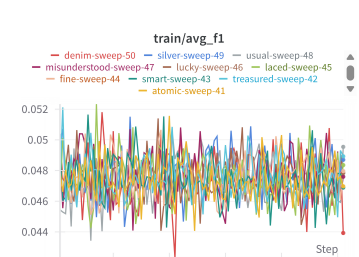 train/avg_f1
denim-sweep-50 silver-sweep-49 usual-sweep-48
misunderstood-sweep-47 lucky-sweep-46 laced-sweep-45
fine-sweep-44 smart-sweep-43 treasured-sweep-42
atomic-sweep-41
0.052
0.05
0.048
0.046
0.044
Step